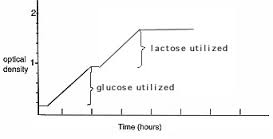 2
lactose utilized
optical
density
1
glucose utilized
Time (hours)